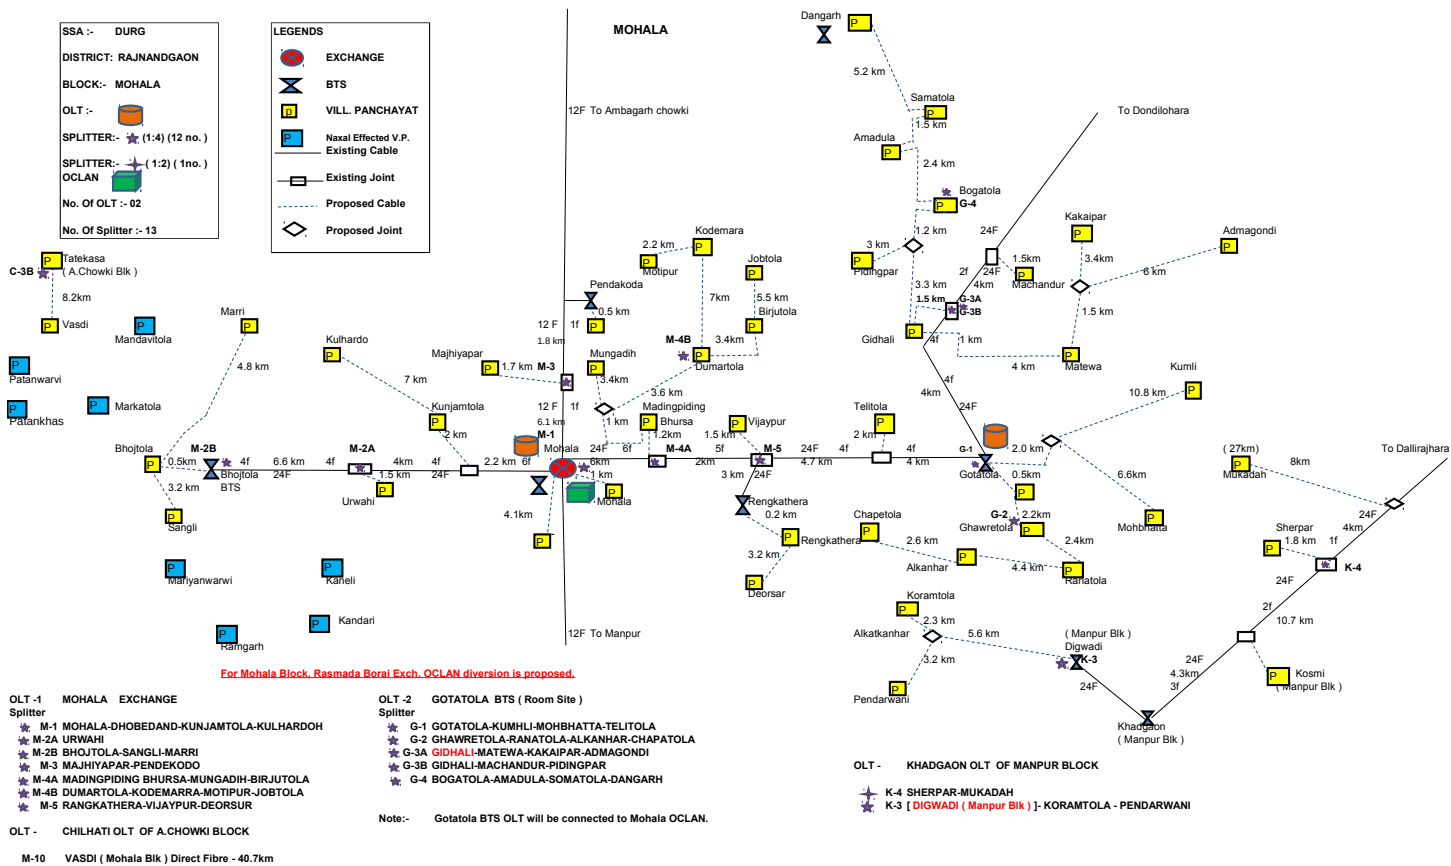 SSA :- DURG
DISTRICT: RAJNANDGAON
BLOCK:- MOHALA
OLT :-
SPLITTER:- (1:4) (12 no. )
SPLITTER:- ( 1:2) ( 1no. )
OCLAN
No. Of OLT :- 02
No. Of Splitter :- 13
LEGENDS
EXCHANGE
BTS
p VILL. PANCHAYAT
P Naxal Effected V.P.
Existing Cable
Existing Joint
Proposed Cable
Proposed Joint
MOHALA
12F To Ambagarh chowki
Dangarh
P
5.2 km
Samatola
P
1.5 km
Amadula
P
2.4 km
Bogatola
P G-4
1.2 km
3 km
P
Pidingpar
3.3 km
To Dondilohara
24F
2f
24F
4km
1.5km
P
Machandur
Kakaipar
P
3.4km
Admagondi
P
6 km
1.5 km
1.5 km
G-3A
G-3B
Gidhali
P
4f
1 km
4 km
P
Matewa
Tatekasa
P
( A.Chowki Blk )
C-3B
8.2km
P
Vasdi
P
Mandavitola
P
Patanwarvi
P
Patankhas
P
Markatola
Marri
P
4.8 km
Kulhardo
P
7 km
Kunjamtola
P
2 km
Majhiyapar
P
1.7 km
M-3
Pendakoda
0.5 km
P
12 F 1f
1.8 km
Kodemara
P
2.2 km
P
Motipur
7km
Jobtola
P
5.5 km
Birjutola
P
3.4km
M-4B
P
Dumartola
3.6 km
Mungadih
P
3.4km
1 km
12 F 1f
6.1 km
M-1
Mohala
24F
6f
6km
1 km
P
Mohala
Madingpiding
P
Bhursa
1.2km
M-4A
5f
2km
Vijaypur
P
1.5 km
M-5
24F
3 km
24F
4f
4.7 km
Telitola
P
2 km
4f
4 km
4f
4km
24F
G-1
Gotatola
2.0 km
Kumli
P
10.8 km
6.6km
P
Mohbhatta
0.5km
P
G-2
2.2km
P
Ghawretola
2.4km
P
Ranatola
4.4 km
P
Alkanhar
2.6 km
Chapetola
P
Rengkathera
0.2 km
P
Rengkathera
3.2 km
P
Deorsar
Bhojtola
P
0.5km
M-2B
Bhojtola
BTS
4f
6.6 km
24F
4f
M-2A
4km
24F
4f
1.5 km
P
Urwahi
2.2 km
6f
24F
3.2 km
P
Sangli
4.1km
P
P
Mariyanwarwi
P
Kaneli
P
Kandari
P
Ramgarh
12F To Manpur
Koramtola
P
2.3 km
Alkatkanhar
5.6 km
3.2 km
P
Pendarwani
( Manpur Blk )
Digwadi
K-3
24F
Khadgaon
( Manpur Blk )
24F
4.3km
3f
P
Kosmi
( Manpur Blk )
2f
10.7 km
24F
K-4
Sherpar
P
1.8 km
1f
4km
24F
(27km)
P
Mukadah
8km
To Dallirajhara
For Mohala Block, Rasmada Borai Exch. OCLAN diversion is proposed.
OLT -1 MOHALA EXCHANGE
Splitter
M-1 MOHALA-DHOBEDAND-KUNJAMTOLA-KULHARDOH
M-2A URWAHI
M-2B BHOJTOLA-SANGLI-MARRI
M-3 MAJHIYAPAR-PENDEKODO
M-4A MADINGPIDING BHURSA-MUNGADIH-BIRJUTOLA
M-4B DUMARTOLA-KODEMARRA-MOTIPUR-JOBTOLA
M-5 RANGKATHERA-VIJAYPUR-DEORSUR
OLT - CHILHATI OLT OF A.CHOWKI BLOCK
M-10 VASDI ( Mohala Blk ) Direct Fibre - 40.7km
OLT -2 GOTATOLA BTS ( Room Site )
Splitter
G-1 GOTATOLA-KUMHLI-MOHBHATTA-TELITOLA
G-2 GHAWRETOLA-RANATOLA-ALKANHAR-CHAPATOLA
G-3A GIDHALI-MATEWA-KAKAIPAR-ADMAGONDI
G-3B GIDHALI-MACHANDUR-PIDINGPAR
G-4 BOGATOLA-AMADULA-SOMATOLA-DANGARH
Note:- Gotatola BTS OLT will be connected to Mohala OCLAN.
OLT - KHADGAON OLT OF MANPUR BLOCK
K-4 SHERPAR-MUKADAH
K-3 [ DIGWADI ( Manpur Blk ) ]- KORAMTOLA - PENDARWANI